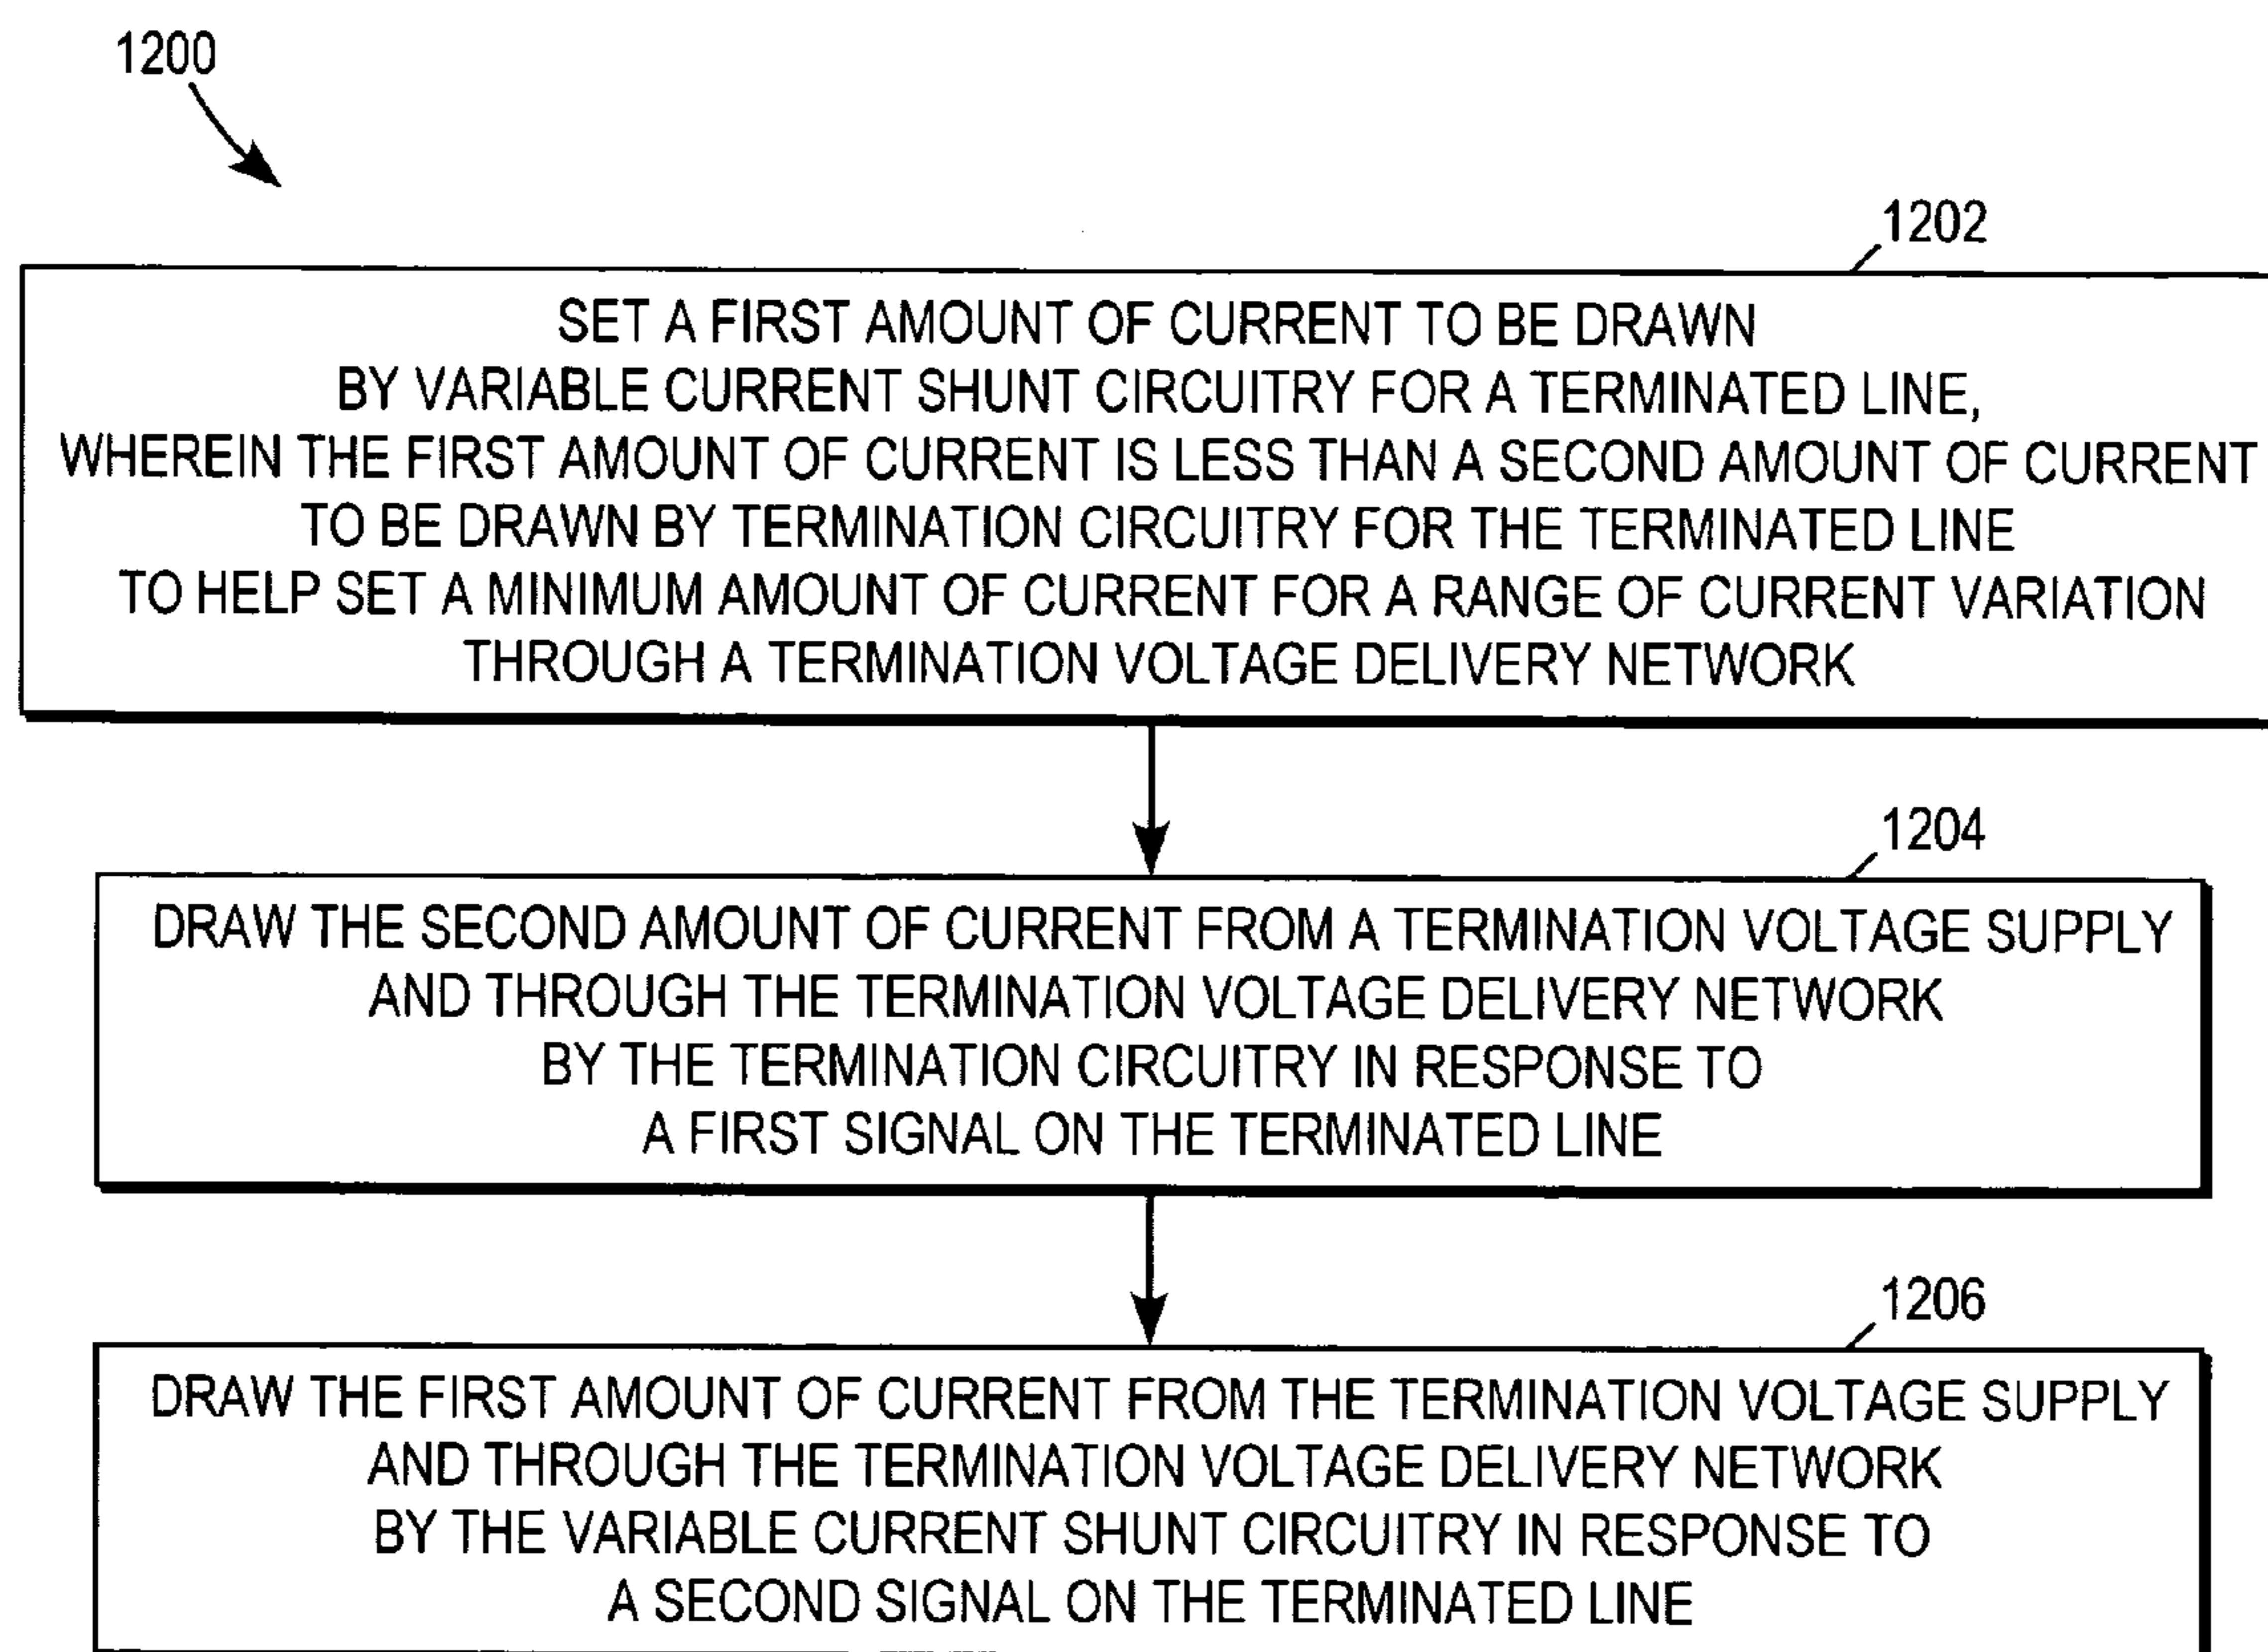 1200
1202
SET A FIRST AMOUNT OF CURRENT TO BE DRAWN
BY VARIABLE CURRENT SHUNT CIRCUITRY FOR A TERMINATED LINE,
WHEREIN THE FIRST AMOUNT OF CURRENT IS LESS THAN A SECOND AMOUNT OF CURRENT
TO BE DRAWN BY TERMINATION CIRCUITRY FOR THE TERMINATED LINE
TO HELP SET A MINIMUM AMOUNT OF CURRENT FOR A RANGE OF CURRENT VARIATION
THROUGH A TERMINATION VOLTAGE DELIVERY NETWORK
1204
DRAW THE SECOND AMOUNT OF CURRENT FROM A TERMINATION VOLTAGE SUPPLY
AND THROUGH THE TERMINATION VOLTAGE DELIVERY NETWORK
BY THE TERMINATION CIRCUITRY IN RESPONSE TO
A FIRST SIGNAL ON THE TERMINATED LINE
1206
DRAW THE FIRST AMOUNT OF CURRENT FROM THE TERMINATION VOLTAGE SUPPLY
AND THROUGH THE TERMINATION VOLTAGE DELIVERY NETWORK
BY THE VARIABLE CURRENT SHUNT CIRCUITRY IN RESPONSE TO
A SECOND SIGNAL ON THE TERMINATED LINE